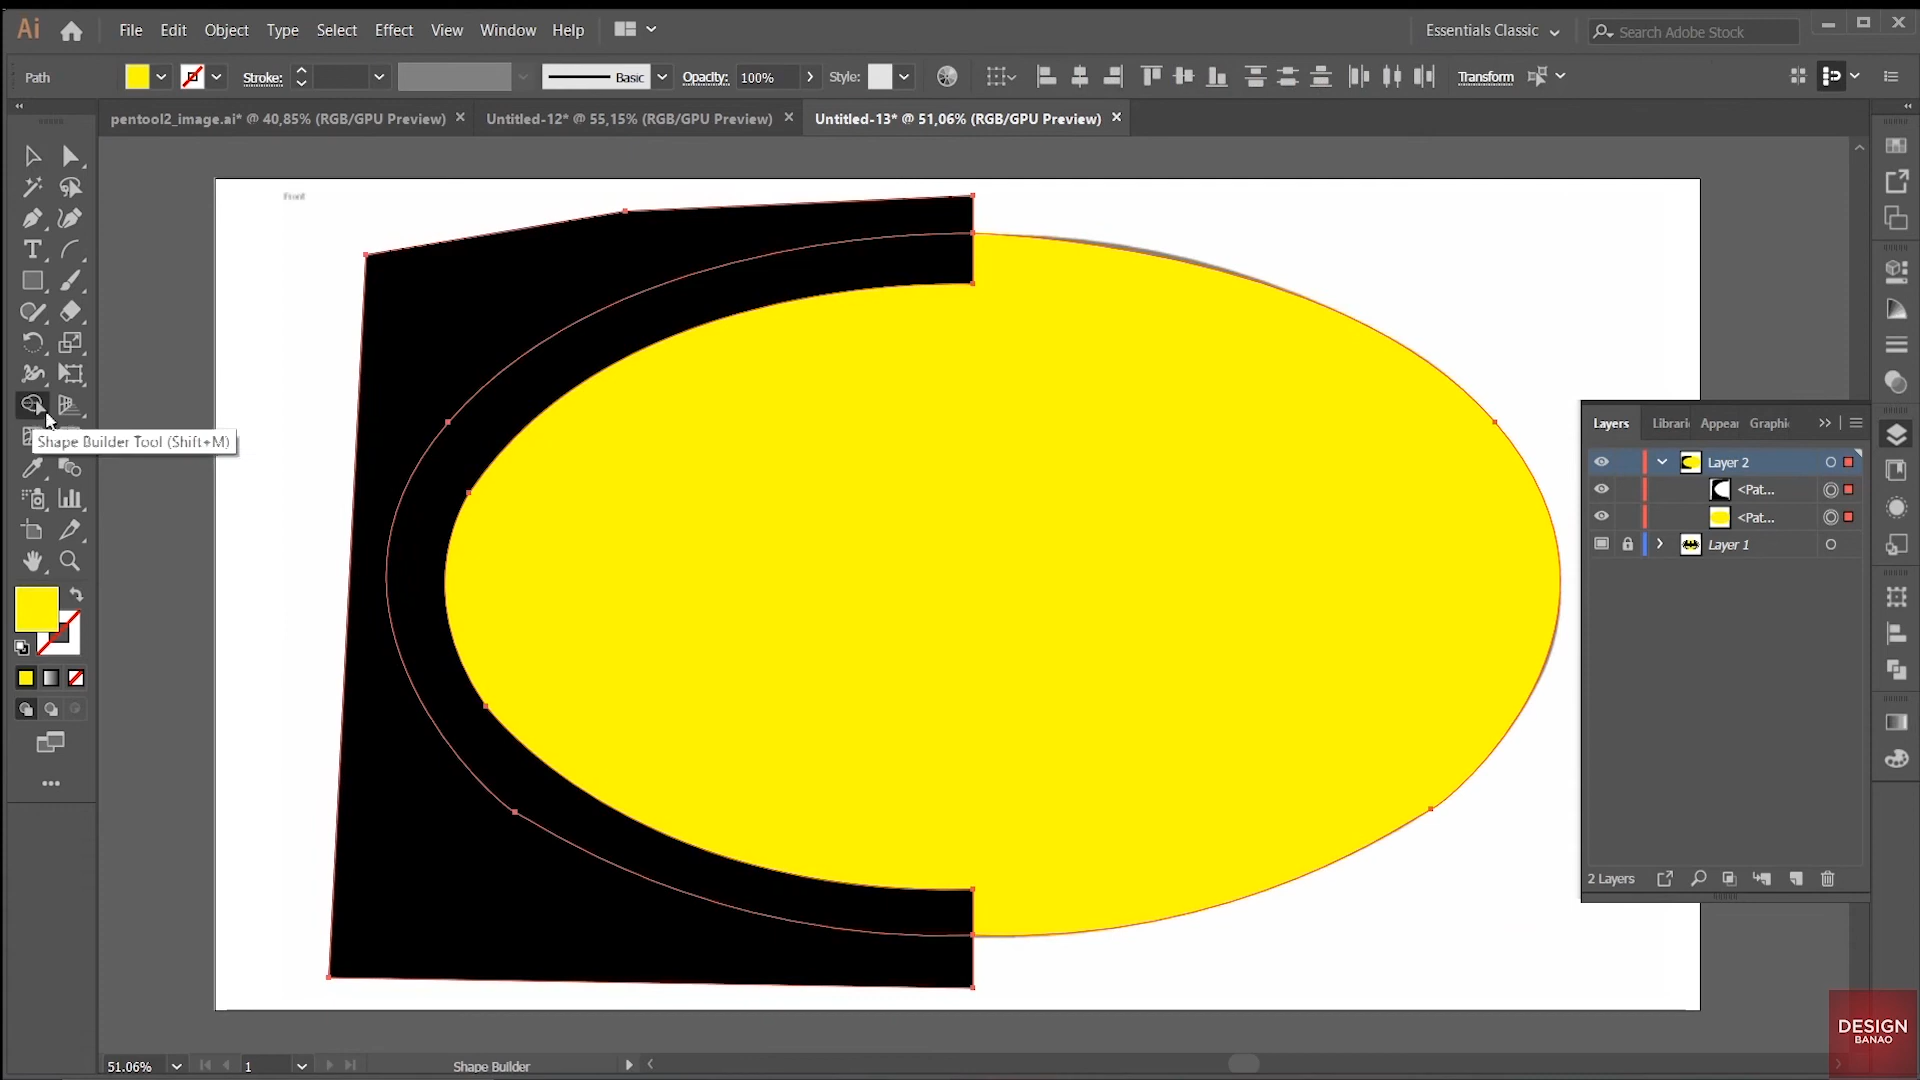 Ai File Edit Object Type Select Effect View Window Help Essentials Classic Search Adobe Stock
Path Stroke: Basic Opacity: 100% Style: Transform
pentool2_image.ai* @ 40,85% (RGB/GPU Preview) Untitled-12* @ 55,15% (RGB/GPU Preview) Untitled-13* @ 51,06% (RGB/GPU Preview)
Front
Shape Builder Tool (Shift+M)
Layers Librari Appear Graphi
Layer 2
<Pat...
<Pat...
Layer 1
2 Layers
DESIGN
BANAO
51.06% 1 Shape Builder